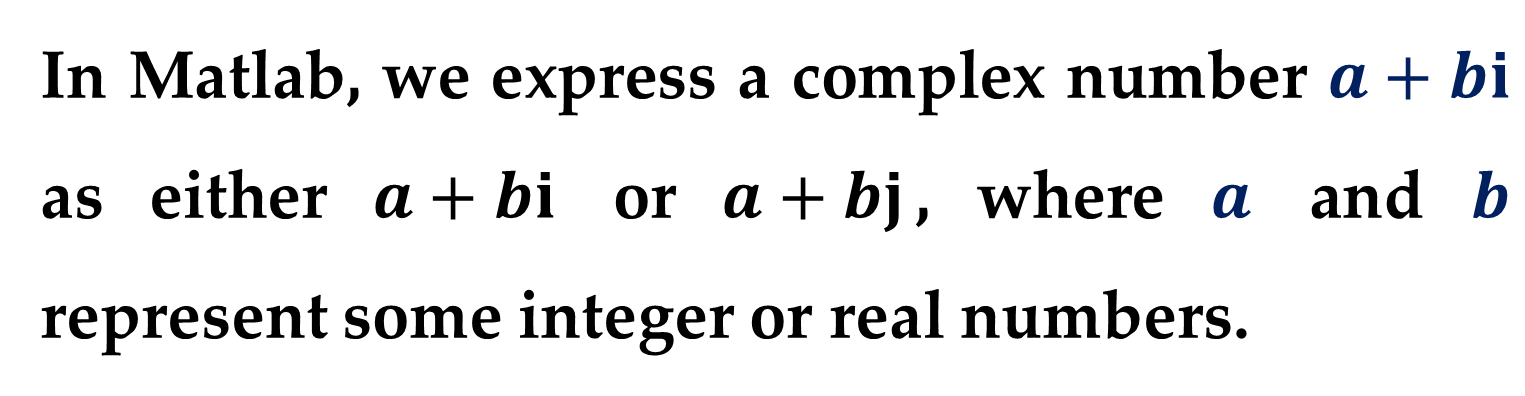 In Matlab, we express a complex number a + bi
as either a + bi or a + bj, where a and b
represent some integer or real numbers.